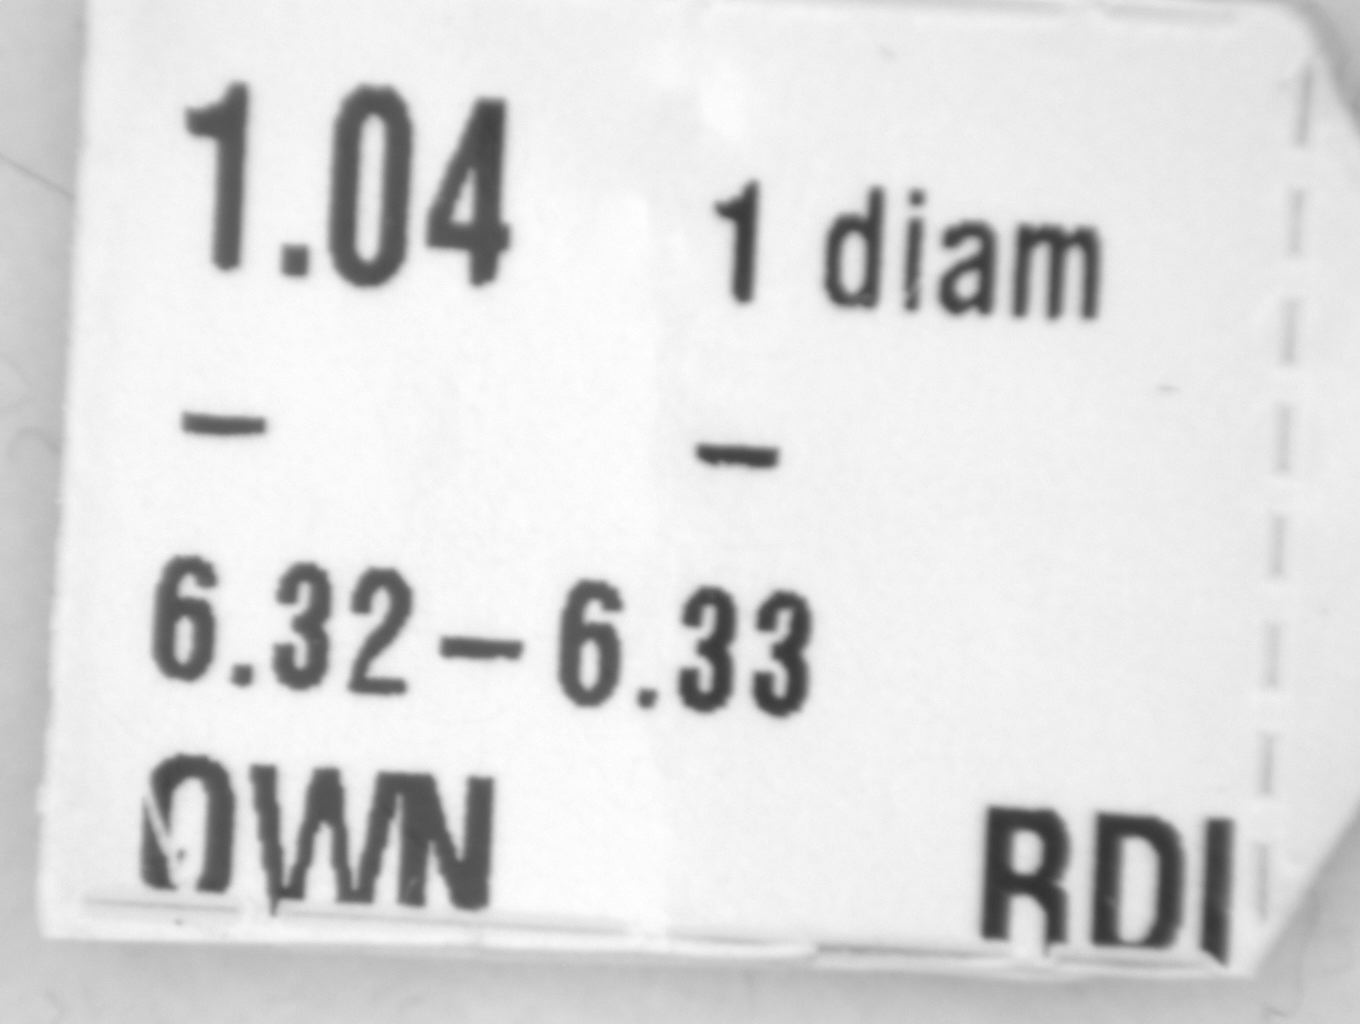 1.04 1 diam
- -
6.32-6.33
OWN RDI